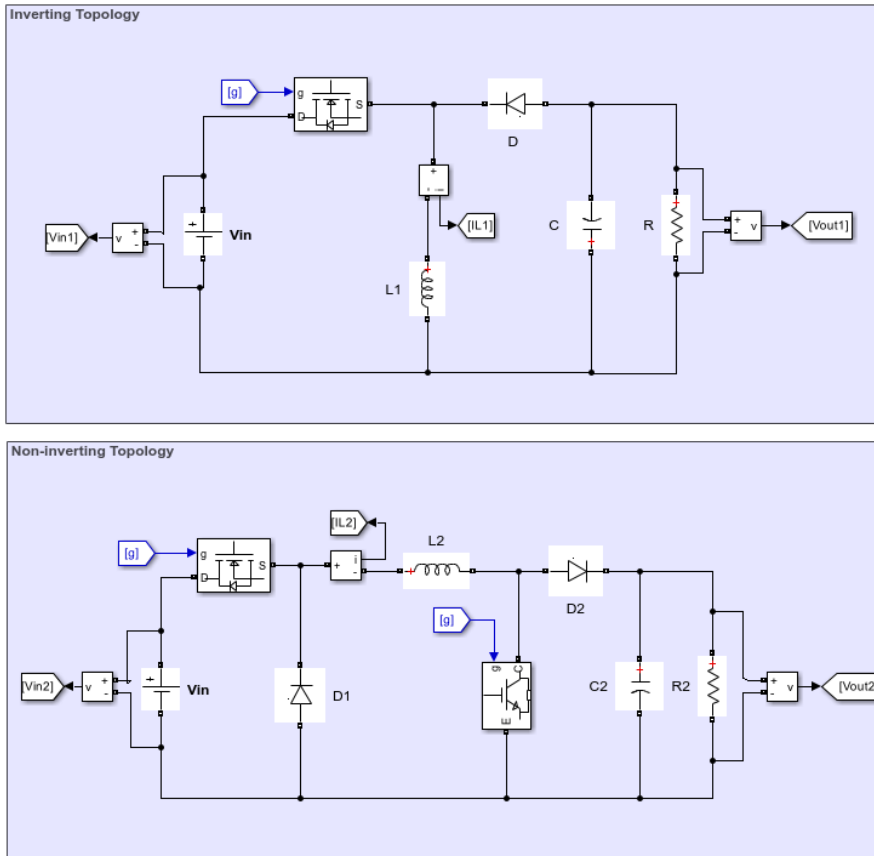 Inverting Topology
[g]
g
D
S
D
+
i
-
[IL1]
[Vin1]
v
+
-
+
Vin
L1
+
C
+
R
+
+
-
v
[Vout1]
Non-inverting Topology
[IL2]
[g]
g
D
S
+
i
-
L2
+
D2
[g]
g
C
E
[Vin2]
v
+
-
+
Vin
D1
C2
+
R2
+
+
-
v
[Vout2